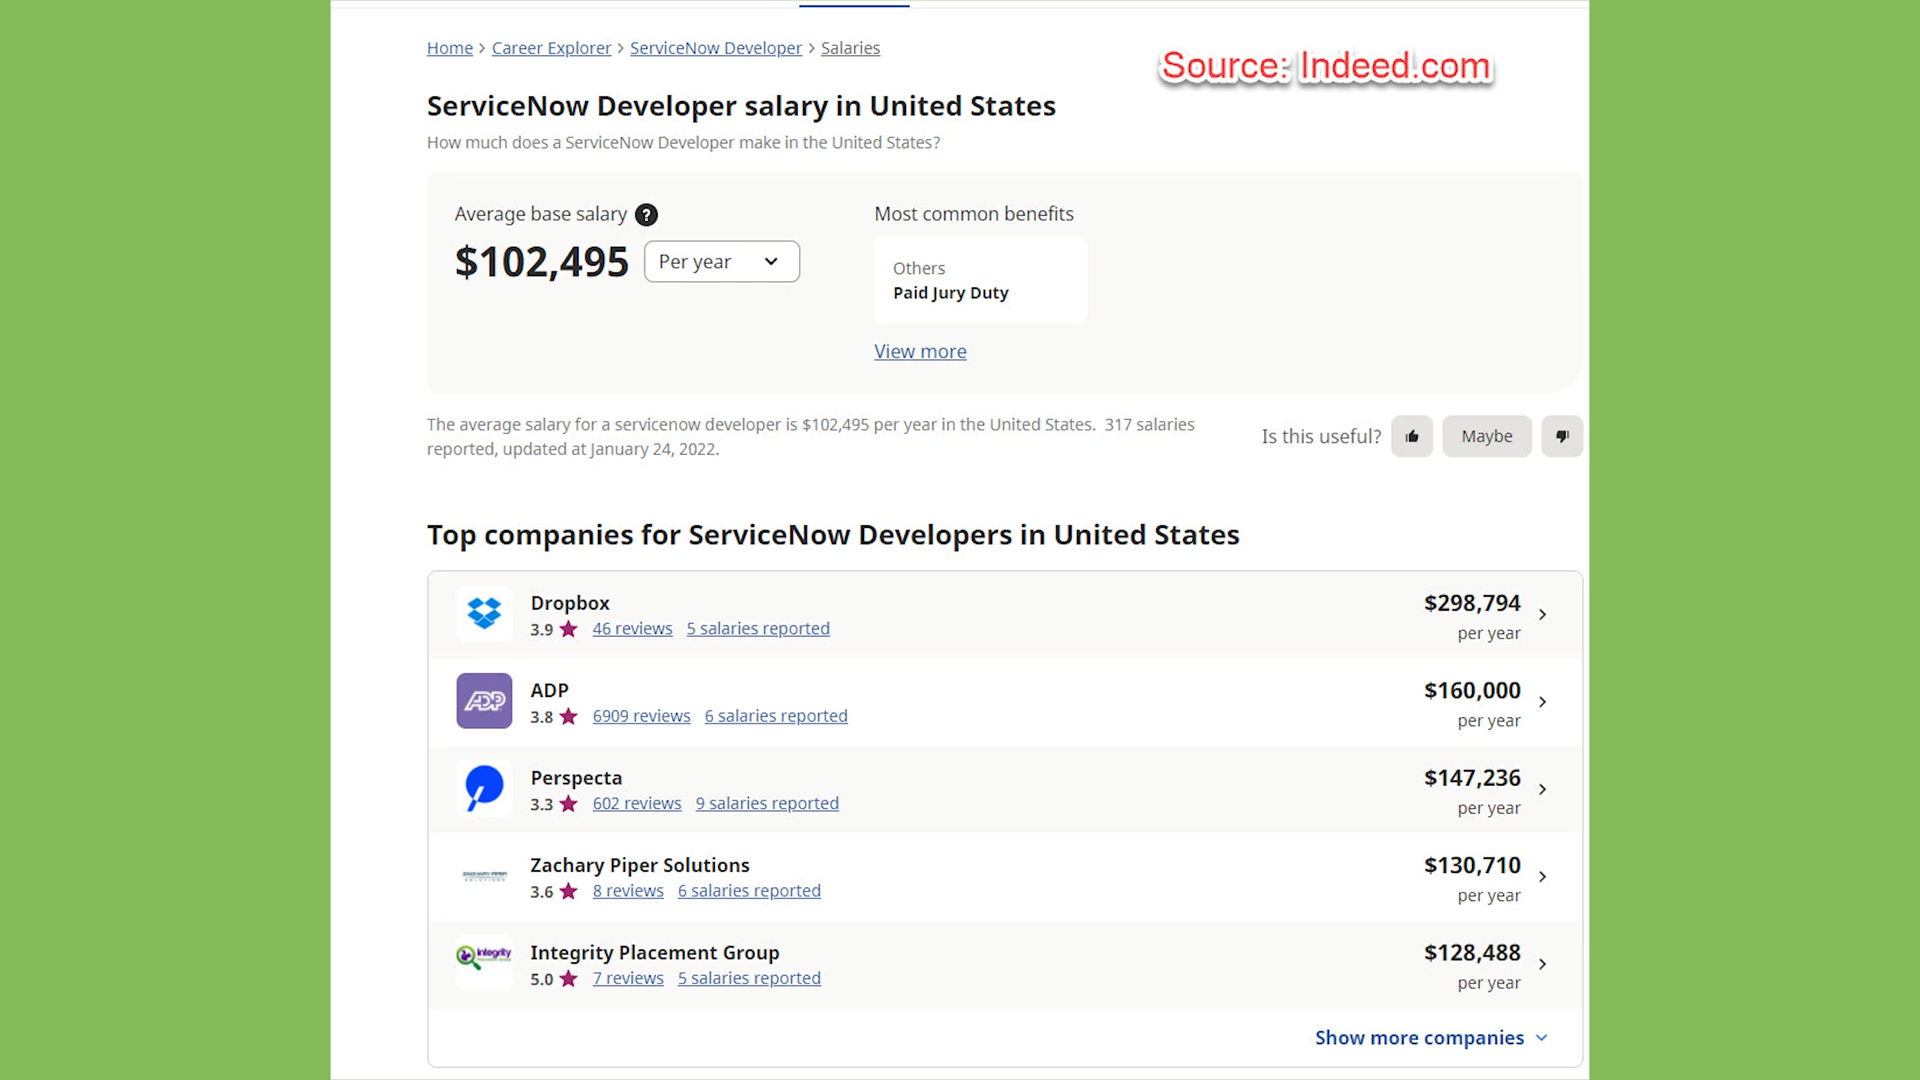 Home > Career Explorer > ServiceNow Developer > Salaries
Source: Indeed.com
ServiceNow Developer salary in United States
How much does a ServiceNow Developer make in the United States?
Average base salary ?
$102,495 Per year
Most common benefits
Others
Paid Jury Duty
View more
The average salary for a servicenow developer is $102,495 per year in the United States. 317 salaries
reported, updated at January 24, 2022.
Is this useful? Maybe
Top companies for ServiceNow Developers in United States
Dropbox
3.9 46 reviews 5 salaries reported
$298,794
per year
ADP
ADP
3.8 6909 reviews 6 salaries reported
$160,000
per year
Perspecta
3.3 602 reviews 9 salaries reported
$147,236
per year
ZACHARY PIPER
SOLUTIONS
Zachary Piper Solutions
3.6 8 reviews 6 salaries reported
$130,710
per year
Integrity
Integrity Placement Group
5.0 7 reviews 5 salaries reported
$128,488
per year
Show more companies